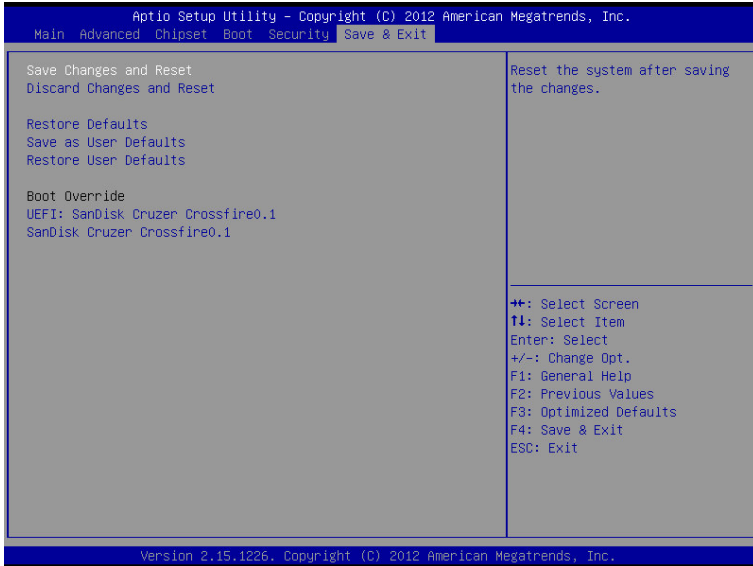 Aptio Setup Utility – Copyright (C) 2012 American Megatrends, Inc.
Main Advanced Chipset Boot Security Save & Exit
Save Changes and Reset
Discard Changes and Reset
Restore Defaults
Save as User Defaults
Restore User Defaults
Boot Override
UEFI: SanDisk Cruzer Crossfire0.1
SanDisk Cruzer Crossfire0.1
Reset the system after saving
the changes.
→←: Select Screen
↑↓: Select Item
Enter: Select
+/-: Change Opt.
F1: General Help
F2: Previous Values
F3: Optimized Defaults
F4: Save & Exit
ESC: Exit
Version 2.15.1226. Copyright (C) 2012 American Megatrends, Inc.